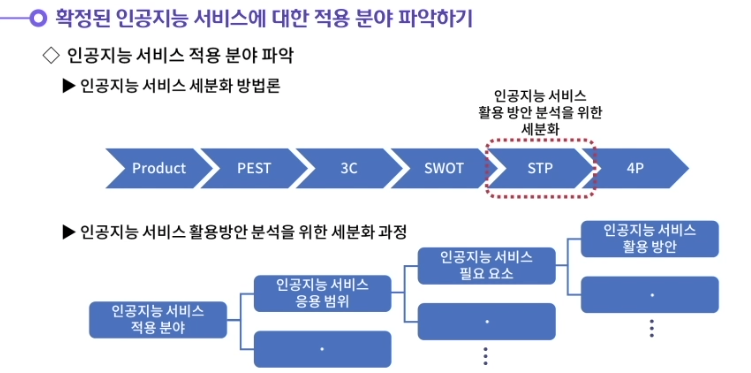 확정된 인공지능 서비스에 대한 적용 분야 파악하기
◇ 인공지능 서비스 적용 분야 파악
▶ 인공지능 서비스 세분화 방법론
인공지능 서비스
활용 방안 분석을 위한
세분화
Product
PEST
3C
SWOT
STP
4P
▶ 인공지능 서비스 활용방안 분석을 위한 세분화 과정
인공지능 서비스
적용 분야
인공지능 서비스
응용 범위
인공지능 서비스
필요 요소
인공지능 서비스
활용 방안